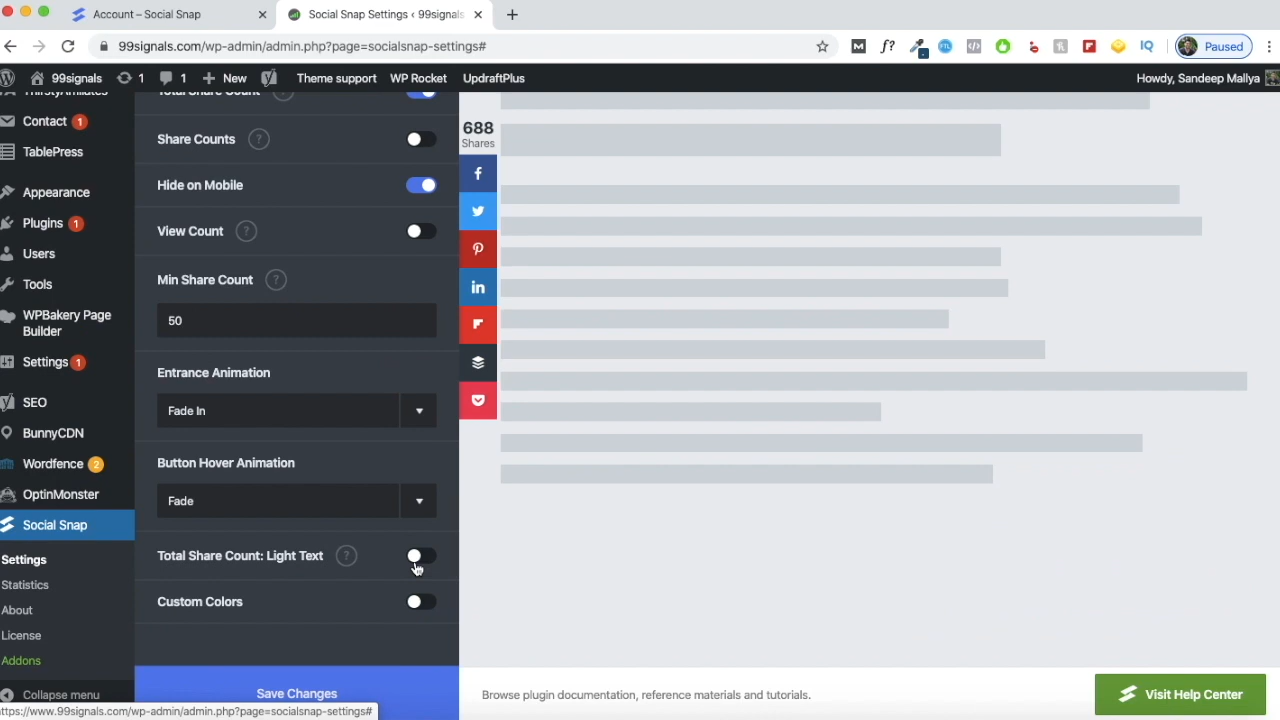 Account – Social Snap
Social Snap Settings ‹ 99signals
99signals.com/wp-admin/admin.php?page=socialsnap-settings#
M
f?
YTL
IQ
Paused
99signals
1
1
New
Theme support
WP Rocket
UpdraftPlus
Howdy, Sandeep Mallya
ThirstyAffiliates
Contact 1
TablePress
Appearance
Plugins 1
Users
Tools
WPBakery Page
Builder
Settings 1
SEO
BunnyCDN
Wordfence 2
OptinMonster
Social Snap
Settings
Statistics
About
License
Addons
Collapse menu
Total Share Count ?
Share Counts ?
Hide on Mobile
View Count ?
Min Share Count ?
50
Entrance Animation
Fade In
Button Hover Animation
Fade
Total Share Count: Light Text ?
Custom Colors
Save Changes
688
Shares
f
in
Browse plugin documentation, reference materials and tutorials.
Visit Help Center
ttps://www.99signals.com/wp-admin/admin.php?page=socialsnap-settings#